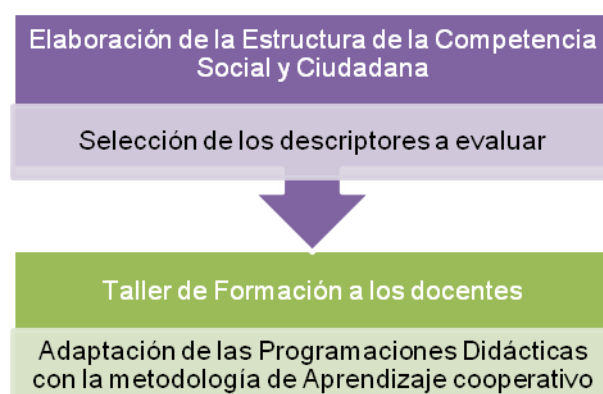 Elaboración de la Estructura de la Competencia
Social y Ciudadana
Selección de los descriptores a evaluar
Taller de Formación a los docentes
Adaptación de las Programaciones Didácticas
con la metodología de Aprendizaje cooperativo